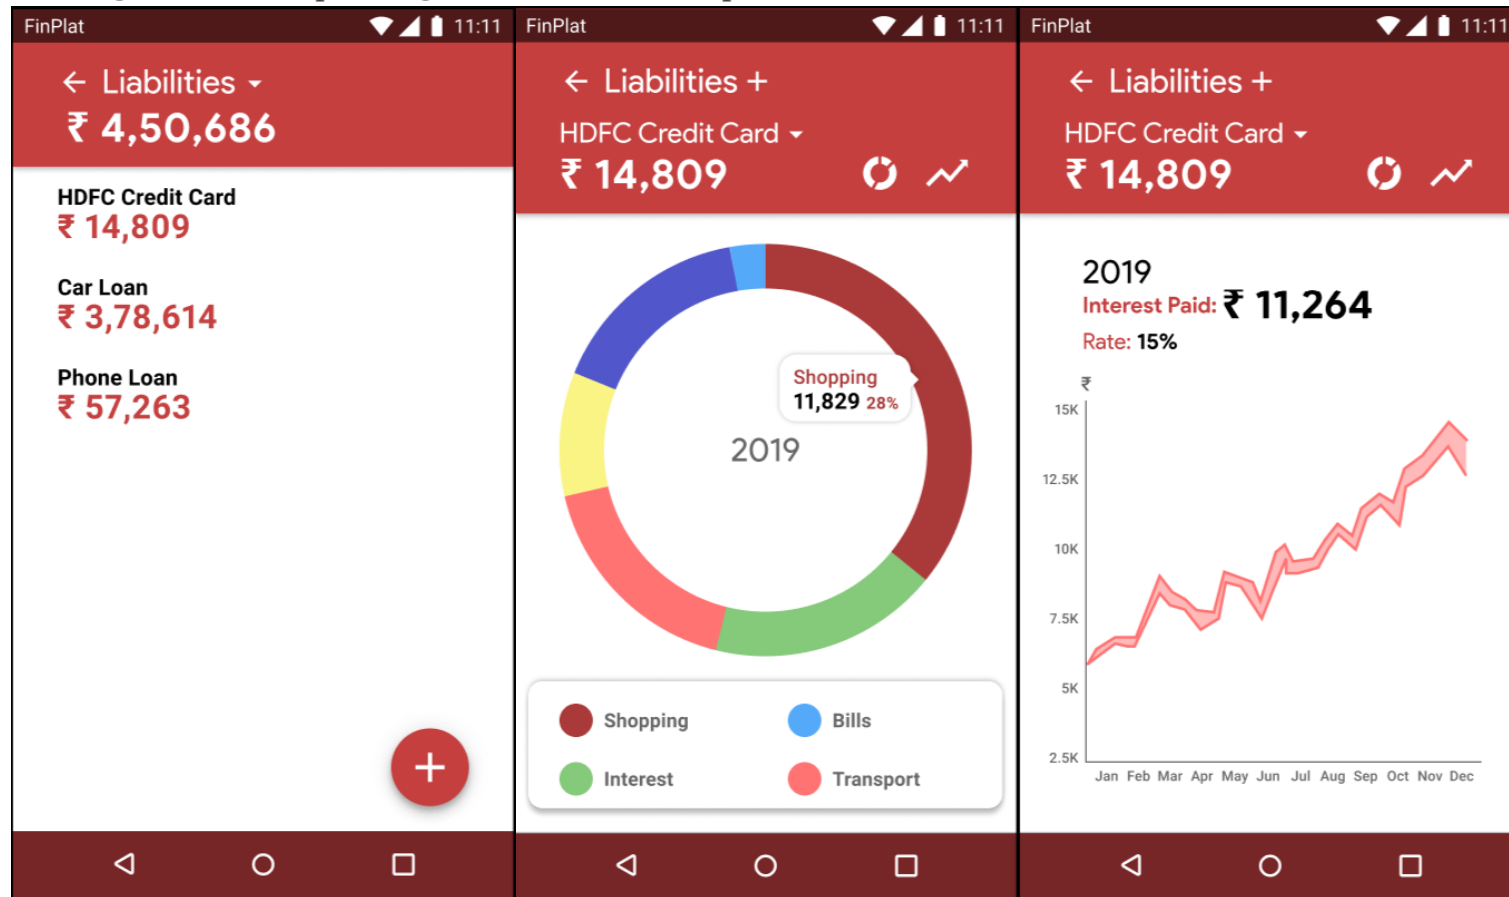 FinPlat
11:11
← Liabilities
₹ 4,50,686
HDFC Credit Card
₹ 14,809
Car Loan
₹ 3,78,614
Phone Loan
₹ 57,263
+
FinPlat
11:11
← Liabilities +
HDFC Credit Card
₹ 14,809
Shopping
11,829 28%
2019
Shopping
Bills
Interest
Transport
FinPlat
11:11
← Liabilities +
HDFC Credit Card
₹ 14,809
2019
Interest Paid: ₹ 11,264
Rate: 15%
₹
15K
12.5K
10K
7.5K
5K
2.5K
Jan Feb Mar Apr May Jun Jul Aug Sep Oct Nov Dec